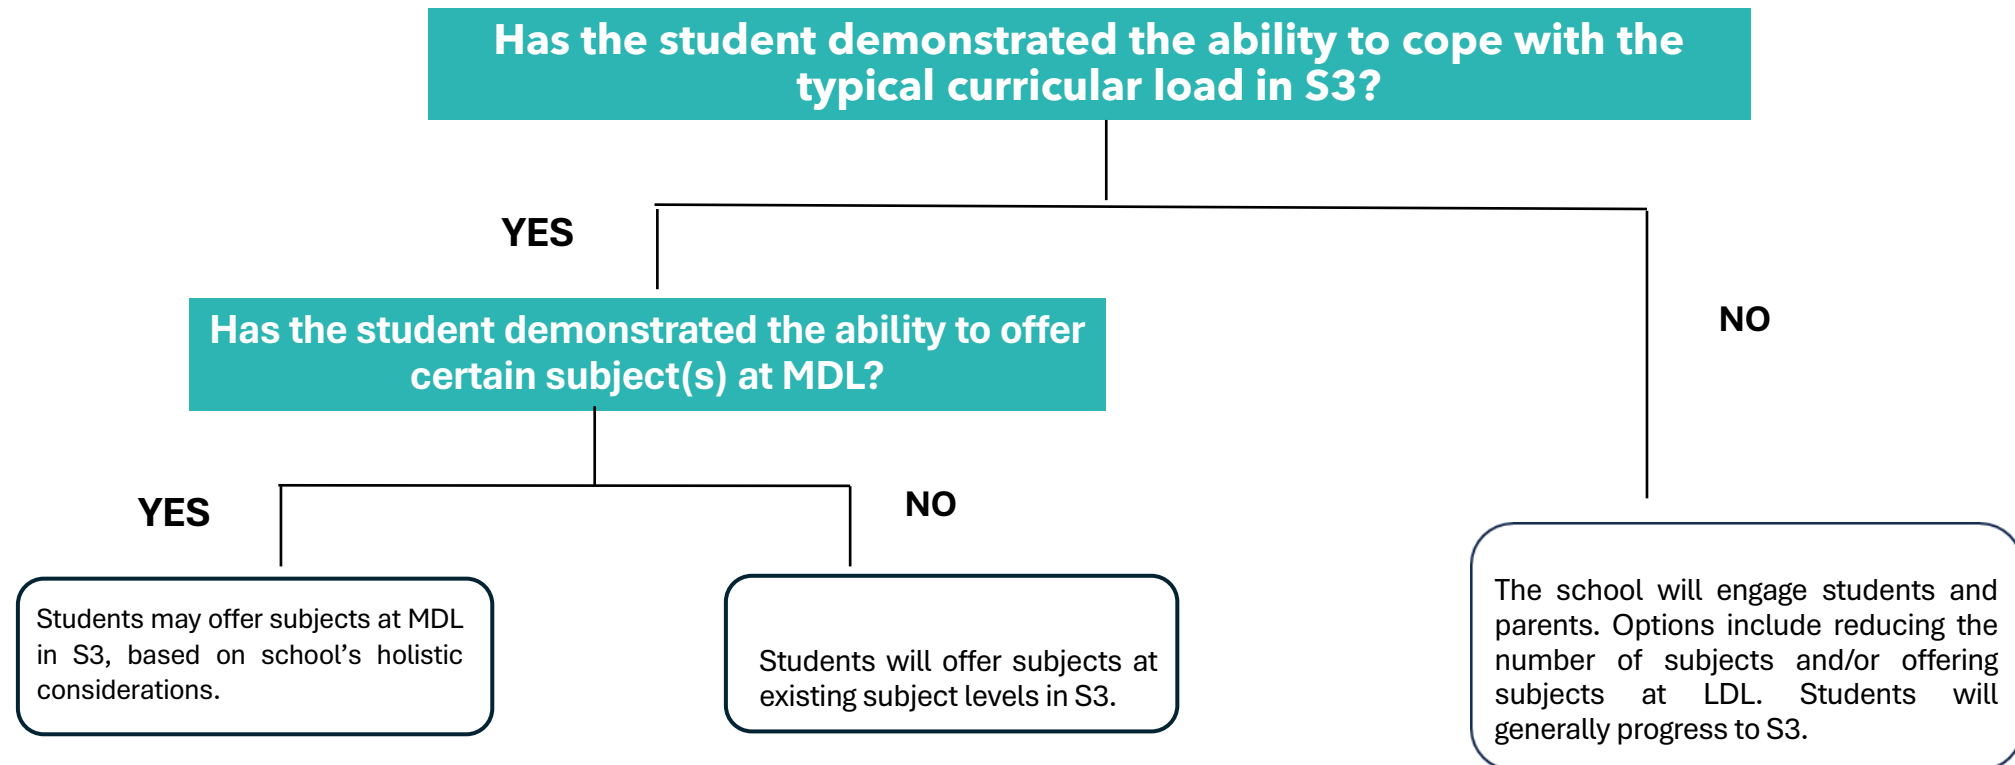 Has the student demonstrated the ability to cope with the
typical curricular load in S3?
YES
NO
Has the student demonstrated the ability to offer
certain subject(s) at MDL?
YES
NO
Students may offer subjects at MDL
in S3, based on school’s holistic
considerations.
Students will offer subjects at
existing subject levels in S3.
The school will engage students and
parents. Options include reducing the
number of subjects and/or offering
subjects at LDL. Students will
generally progress to S3.